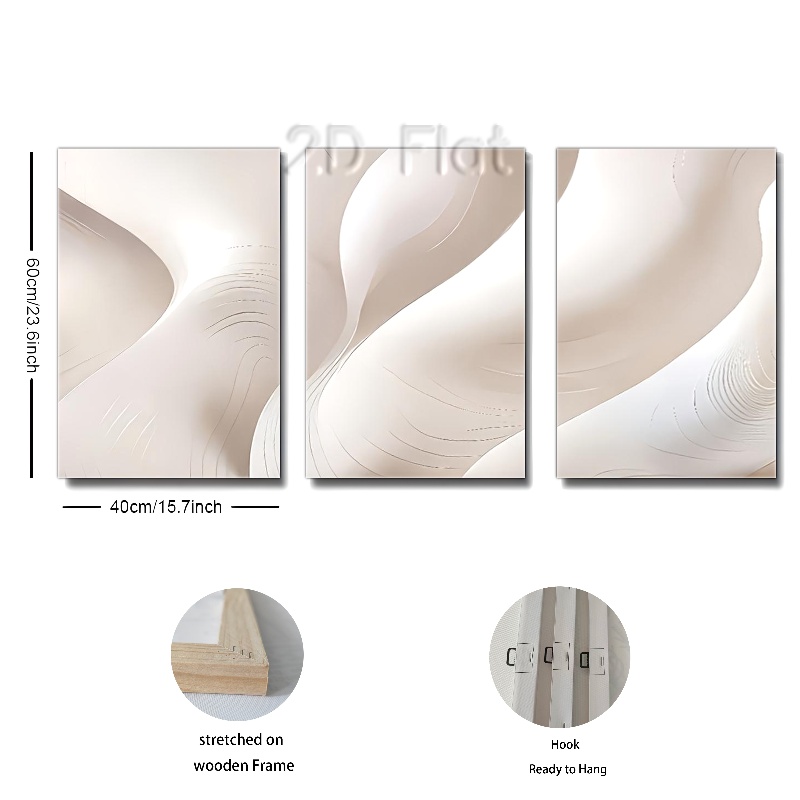 2D Flat
60cm/23.6inch
40cm/15.7inch
stretched on
wooden Frame
Hook
Ready to Hang